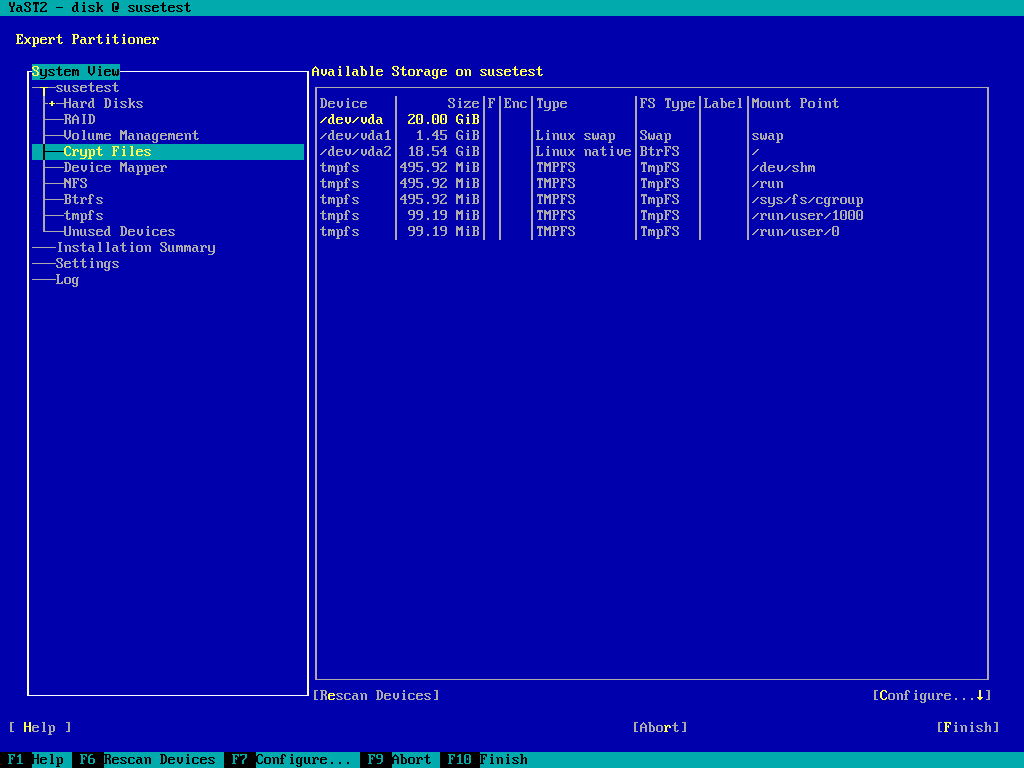 YaST2 - disk @ susetest
Expert Partitioner
System View
susetest
+Hard Disks
RAID
Volume Management
Crypt Files
Device Mapper
NFS
Btrfs
tmpfs
Unused Devices
Installation Summary
Settings
Log
Available Storage on susetest
Device |Size|F|Enc|Type |FS Type|Label|Mount Point
/dev/vda | 20.00 GiB
/dev/vda1| 1.45 GiB| | |Linux swap |Swap | |swap
/dev/vda2| 18.54 GiB| | |Linux native|BtrFS | |/
tmpfs |495.92 MiB| | |TMPFS |TmpFS | |/dev/shm
tmpfs |495.92 MiB| | |TMPFS |TmpFS | |/run
tmpfs |495.92 MiB| | |TMPFS |TmpFS | |/sys/fs/cgroup
tmpfs | 99.19 MiB| | |TMPFS |TmpFS | |/run/user/1000
tmpfs | 99.19 MiB| | |TMPFS |TmpFS | |/run/user/0
[Rescan Devices] [Configure...↓]
[ Help ] [Abort] [Finish]
F1 Help F6 Rescan Devices F7 Configure... F9 Abort F10 Finish